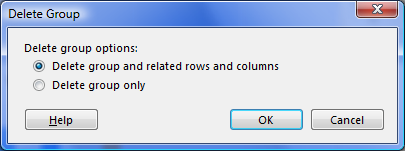 Delete Group
Delete group options:
Delete group and related rows and columns
Delete group only
Help
OK
Cancel